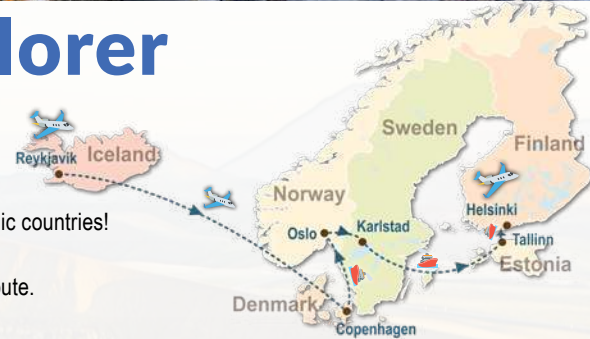 lorer
Sweden
Finland
Reykjavik
Iceland
Norway
Helsinki
ic countries!
Oslo
Karlstad
Tallinn
Estonia
ute.
Denmark
Copenhagen